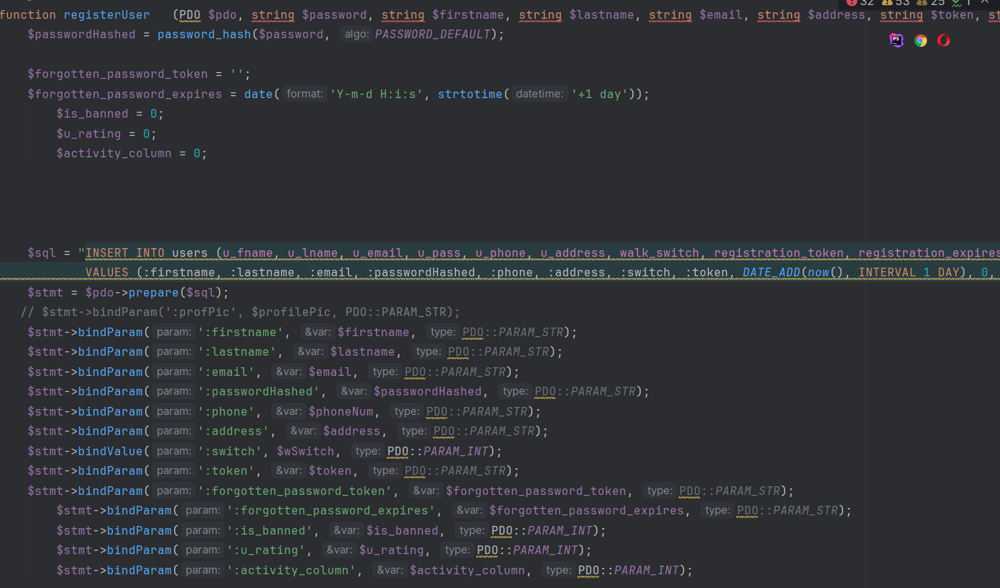 32 53 25 1
function registerUser (PDO $pdo, string $password, string $firstname, string $lastname, string $email, string $address, string $token, st
$passwordHashed = password_hash($password, algo: PASSWORD_DEFAULT);
PS
$forgotten_password_token = '';
$forgotten_password_expires = date( format: 'Y-m-d H:i:s', strtotime( datetime: '+1 day'));
$is_banned = 0;
$u_rating = 0;
$activity_column = 0;
$sql = "INSERT INTO users (u_fname, u_lname, u_email, u_pass, u_phone, u_address, walk_switch, registration_token, registration_expires
VALUES (:firstname, :lastname, :email, :passwordHashed, :phone, :address, :switch, :token, DATE_ADD(now(), INTERVAL 1 DAY), 0,
$stmt = $pdo->prepare($sql);
// $stmt->bindParam(':profPic', $profilePic, PDO::PARAM_STR);
$stmt->bindParam( param: ':firstname', &var: $firstname, type: PDO::PARAM_STR);
$stmt->bindParam( param: ':lastname', &var: $lastname, type: PDO::PARAM_STR);
$stmt->bindParam( param: ':email', &var: $email, type: PDO::PARAM_STR);
$stmt->bindParam( param: ':passwordHashed', &var: $passwordHashed, type: PDO::PARAM_STR);
$stmt->bindParam( param: ':phone', &var: $phoneNum, type: PDO::PARAM_STR);
$stmt->bindParam( param: ':address', &var: $address, type: PDO::PARAM_STR);
$stmt->bindValue( param: ':switch', $wSwitch, type: PDO::PARAM_INT);
$stmt->bindParam( param: ':token', &var: $token, type: PDO::PARAM_STR);
$stmt->bindParam( param: ':forgotten_password_token', &var: $forgotten_password_token, type: PDO::PARAM_STR);
$stmt->bindParam( param: ':forgotten_password_expires', &var: $forgotten_password_expires, type: PDO::PARAM_STR);
$stmt->bindParam( param: ':is_banned', &var: $is_banned, type: PDO::PARAM_INT);
$stmt->bindParam( param: ':u_rating', &var: $u_rating, type: PDO::PARAM_INT);
$stmt->bindParam( param: ':activity_column', &var: $activity_column, type: PDO::PARAM_INT);